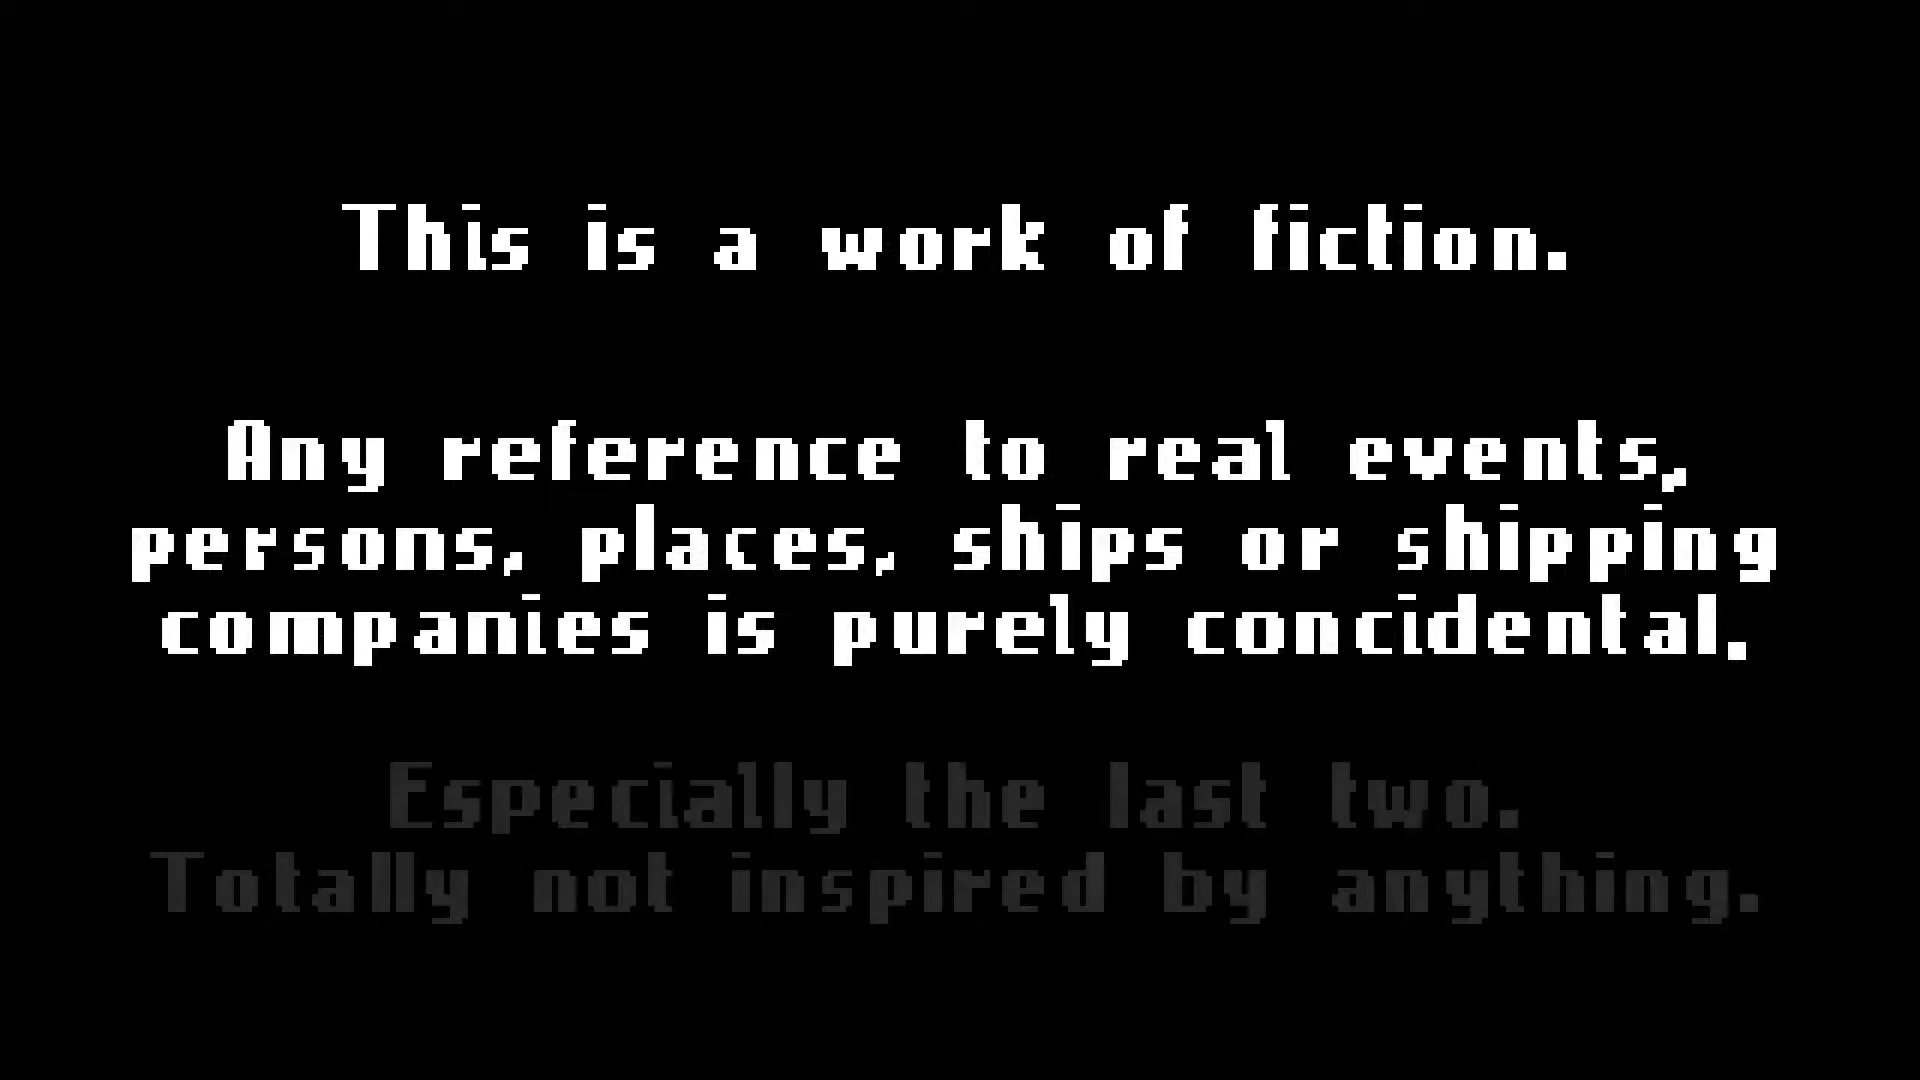 This is a work of fiction.
Any reference to real events,
persons, places, ships or shipping
companies is purely concidental.
Especially the last two.
Totally not inspired by anything.